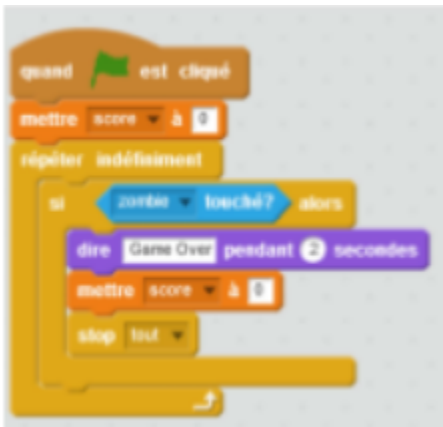 quand est cliqué
mettre score à 0
répéter indéfiniment
si zombie touché? alors
dire Game Over pendant 2 secondes
mettre score à 0
stop tout